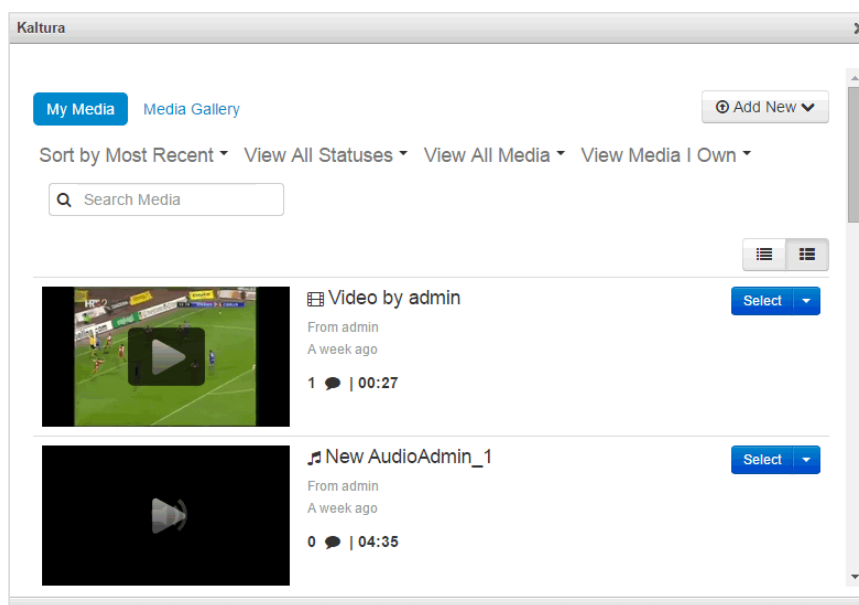 Kaltura
My Media Media Gallery Add New
Sort by Most Recent View All Statuses View All Media View Media I Own
Search Media
Video by admin Select
From admin
A week ago
1 | 00:27
New AudioAdmin_1 Select
From admin
A week ago
0 | 04:35